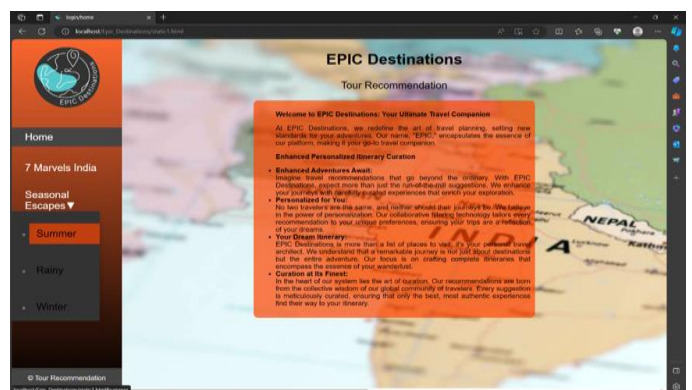 login/home
localhost/Epic_Destinations/static1.html
EPIC Destinations
Home
7 Marvels India
Seasonal
Escapes▼
Summer
Rainy
Winter
© Tour Recommendation
EPIC Destinations
Tour Recommendation
Welcome to EPIC Destinations: Your Ultimate Travel Companion
At EPIC Destinations, we redefine the art of travel planning, setting new
standards for your adventures. Our name, "EPIC," encapsulates the essence of
our platform, making it your go-to travel companion.
Enhanced Personalized Itinerary Curation
Enhanced Adventures Await:
Imagine travel recommendations that go beyond the ordinary. With EPIC
Destinations, expect more than just the run-of-the-mill suggestions. We enhance
your journeys with carefully curated experiences that enrich your exploration.
Personalized for You:
No two travelers are the same, and neither should their journeys be. We believe
in the power of personalization. Our collaborative filtering technology tailors every
recommendation to your unique preferences, ensuring your trips are a reflection
of your dreams.
Your Dream Itinerary:
EPIC Destinations is more than a list of places to visit, it's your personal travel
architect. We understand that a remarkable journey is not just about destinations
but the entire adventure. Our focus is on crafting complete itineraries that
encompass the essence of your wanderlust.
Curation at Its Finest:
In the heart of our system lies the art of curation. Our recommendations are born
from the collective wisdom of our global community of travelers. Every suggestion
is meticulously curated, ensuring that only the best, most authentic experiences
find their way to your itinerary.
NEPAL